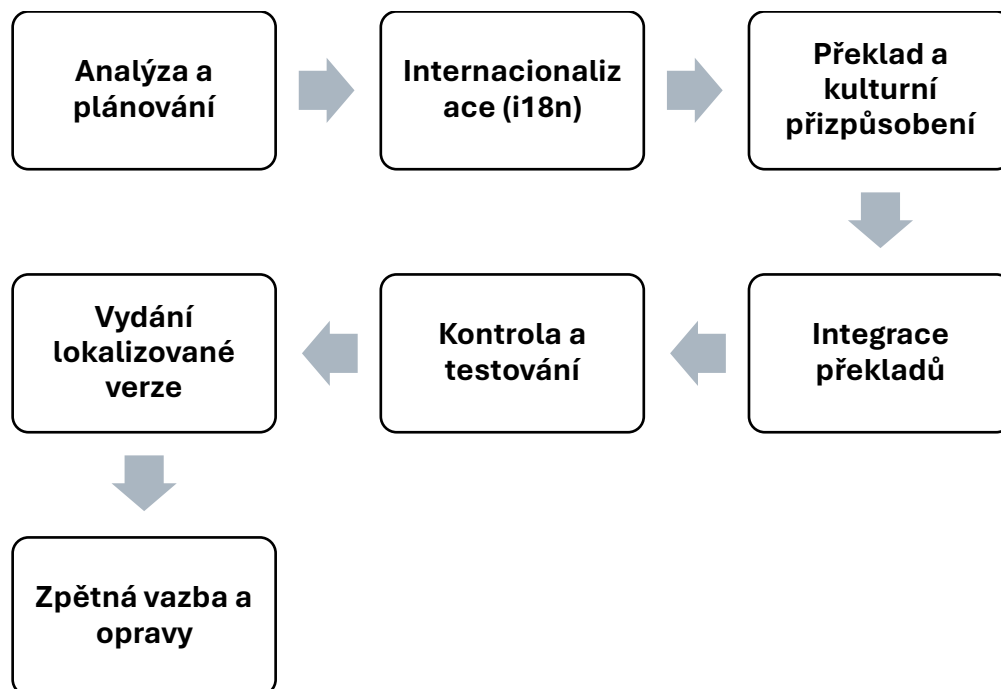 Analýza a
plánování
Internacionaliz
ace (i18n)
Překlad a
kulturní
přizpůsobení
Integrace
překladů
Kontrola a
testování
Vydání
lokalizované
verze
Zpětná vazba a
opravy